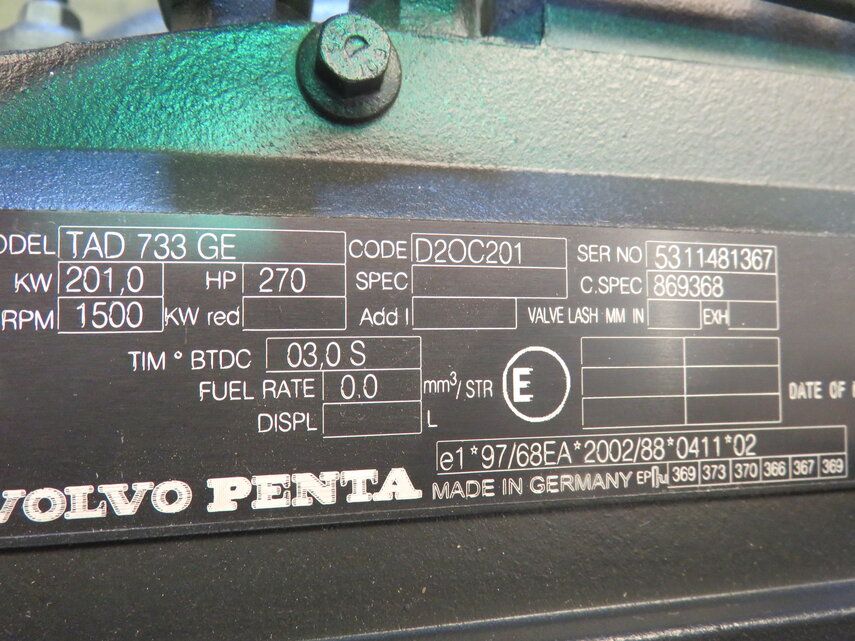 ODEL TAD 733 GE CODE D2OC201 SER NO 5311481367
KW 201,0 HP 270 SPEC C.SPEC 869368
RPM 1500 KW red Add l VALVE LASH MM IN EXH
TIM ° BTDC 03,0 S
FUEL RATE 0.0 mm³/STR E
DISPL L
DATE OF
e1*97/68EA*2002/88*0411*02
VOLVO PENTA MADE IN GERMANY EP 369 373 370 366 367 369